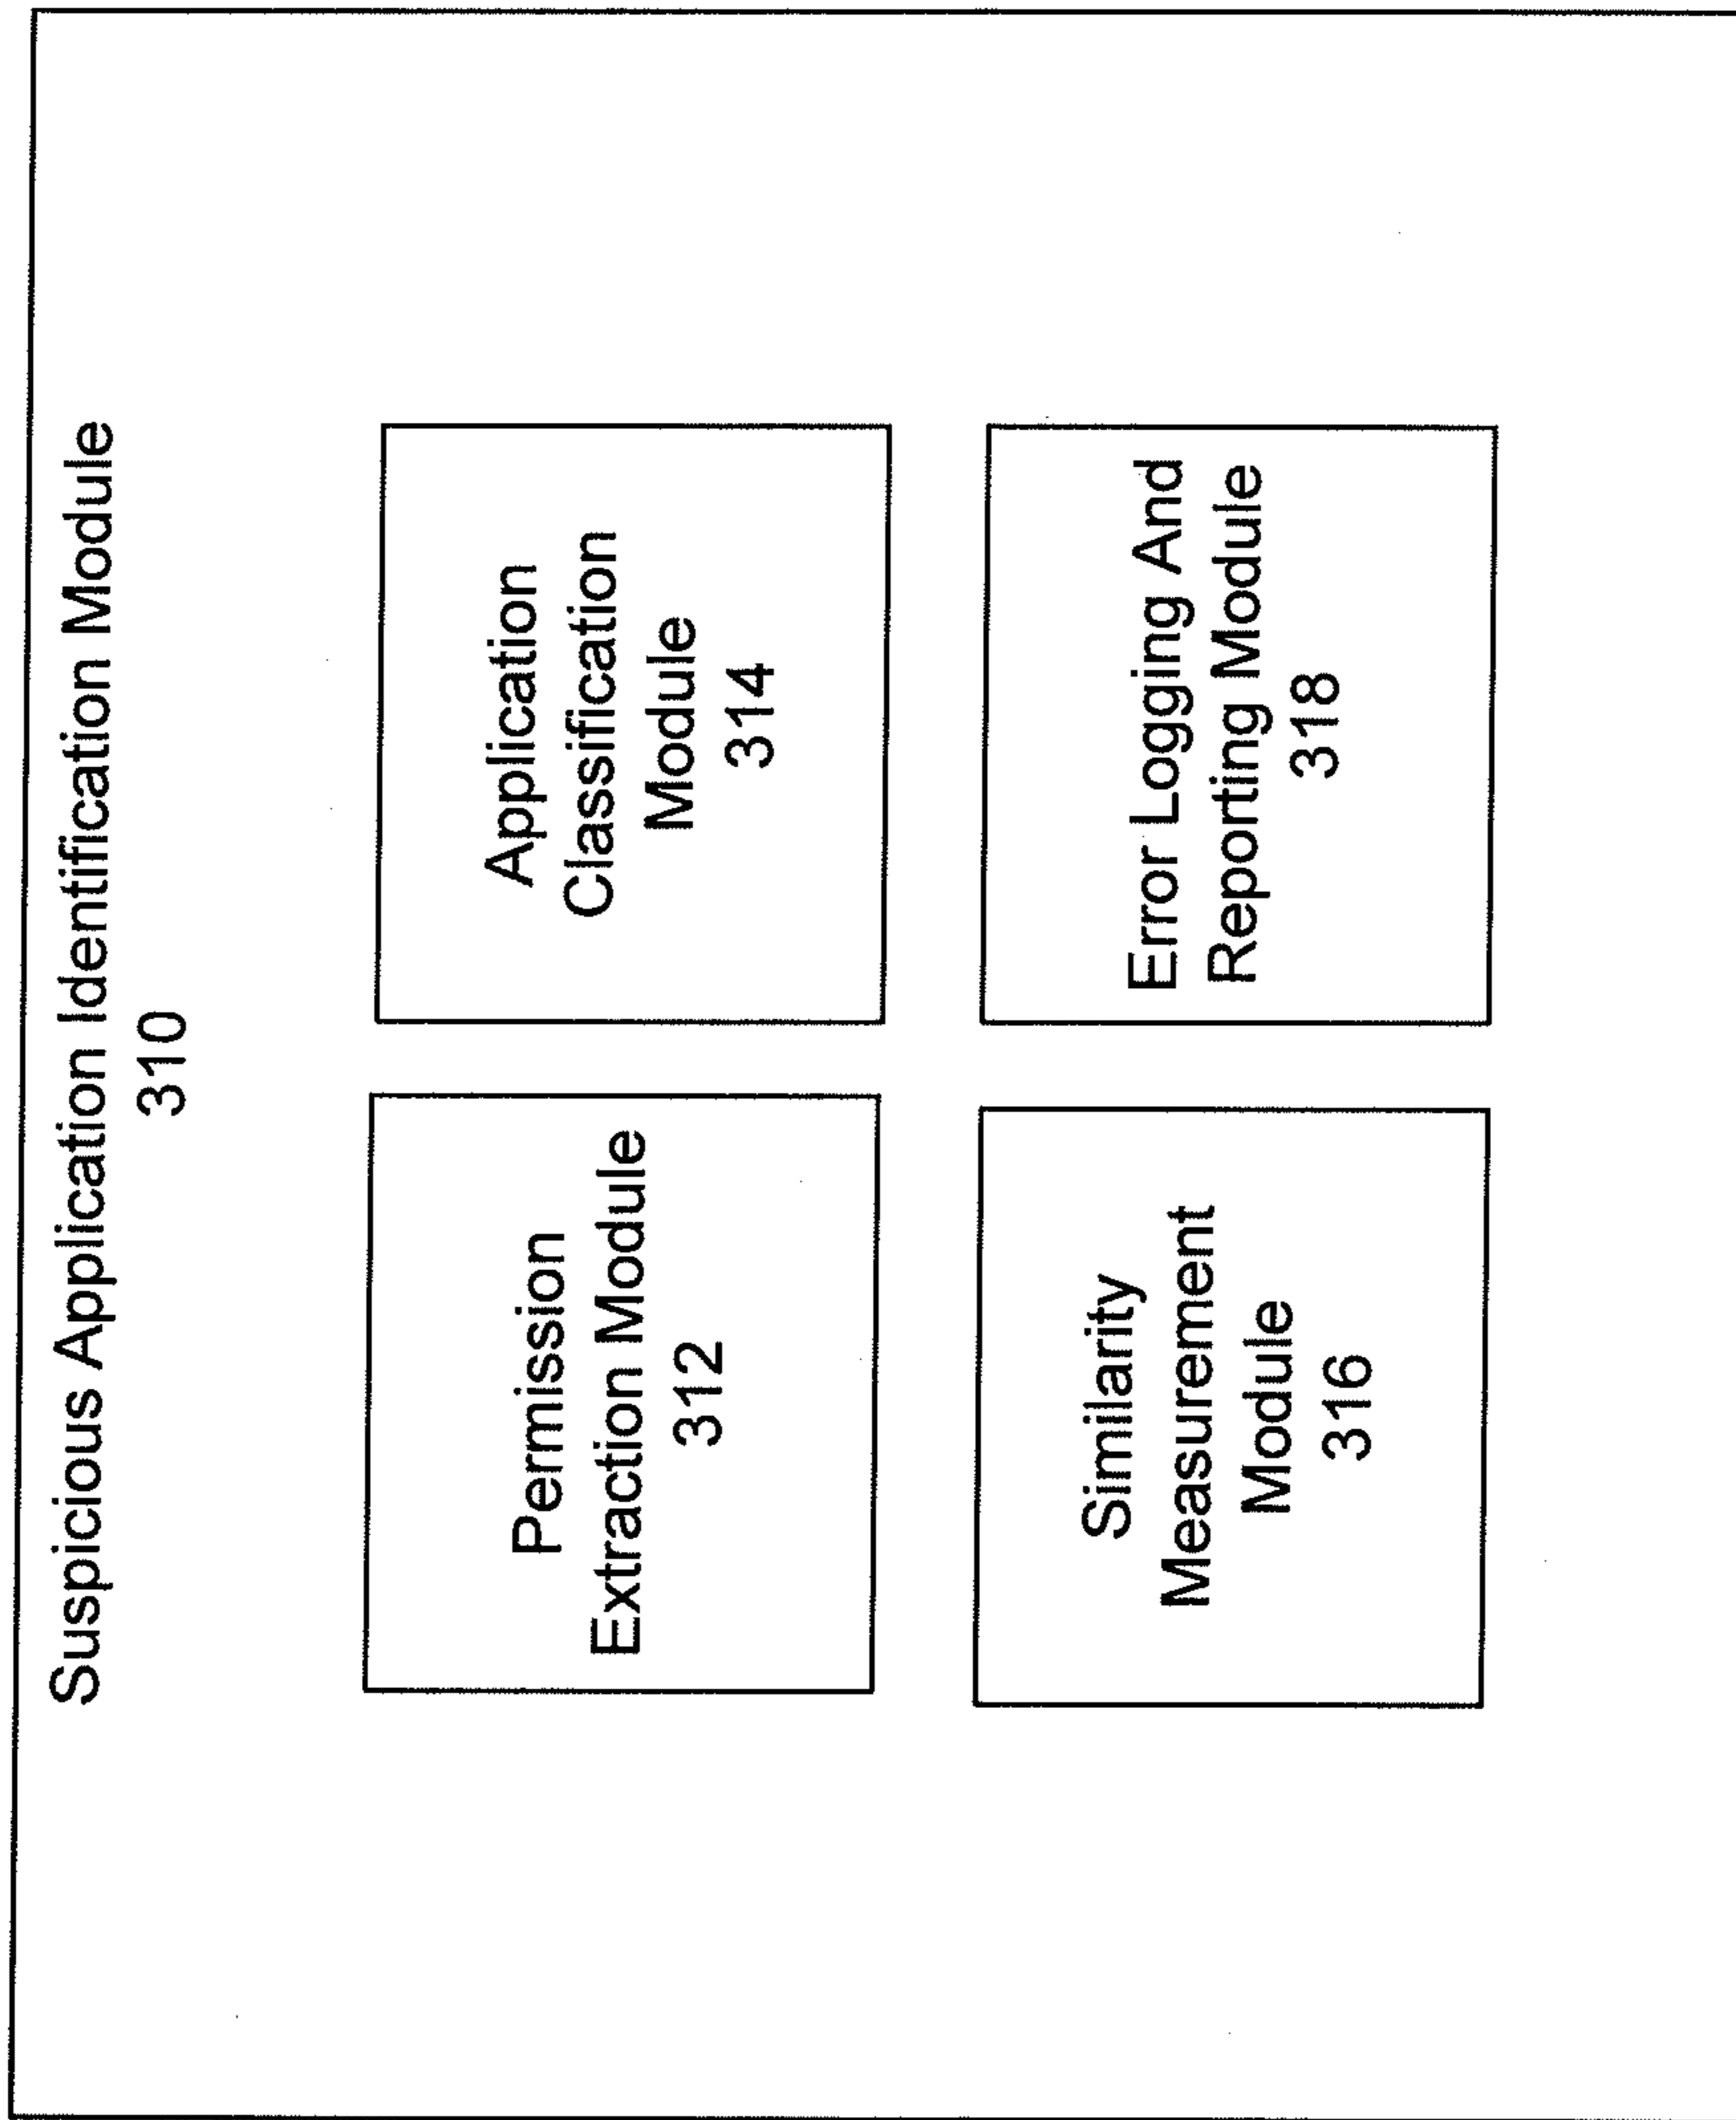 Suspicious Application Identification Module
310
Permission
Extraction Module
312
Application
Classification
Module
314
Similarity
Measurement
Module
316
Error Logging And
Reporting Module
318